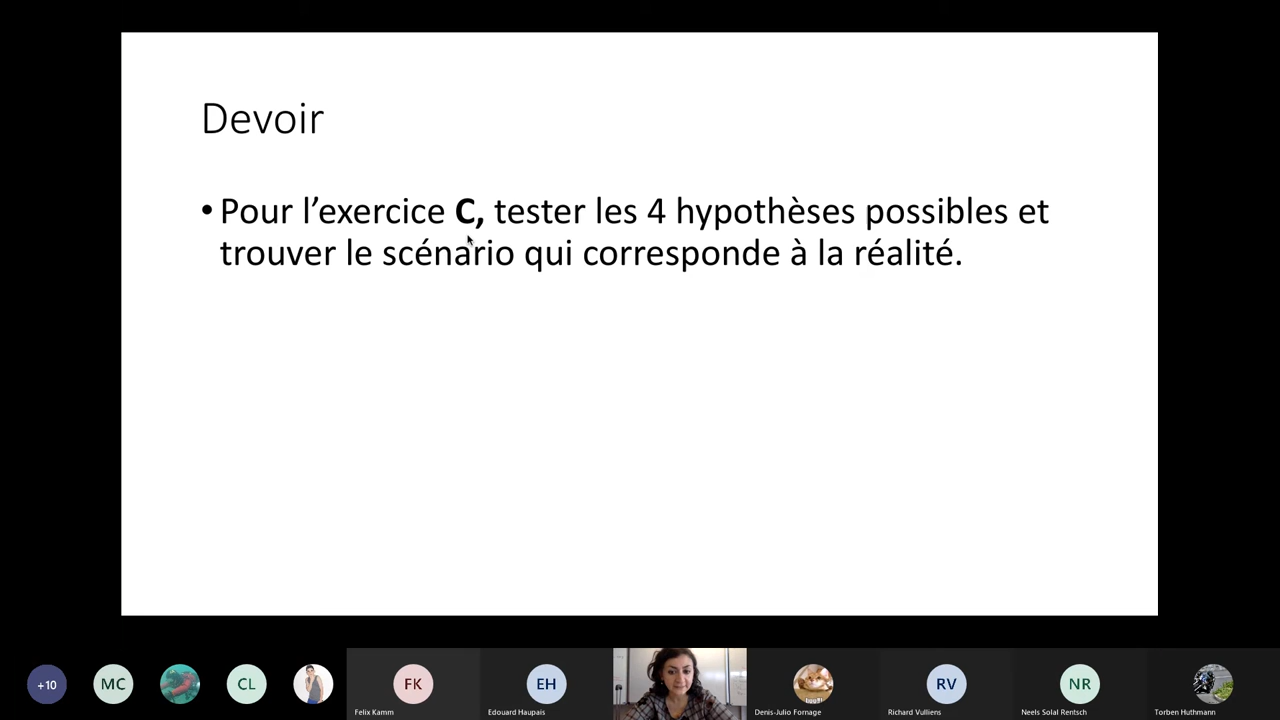 Devoir
• Pour l’exercice C, tester les 4 hypothèses possibles et
trouver le scénario qui corresponde à la réalité.
+10
MC
CL
FK
EH
RV
NR
Felix Kamm
Edouard Haupais
Denis-Julio Fornage
Richard Vulliens
Neels Solal Rentsch
Torben Huthmann